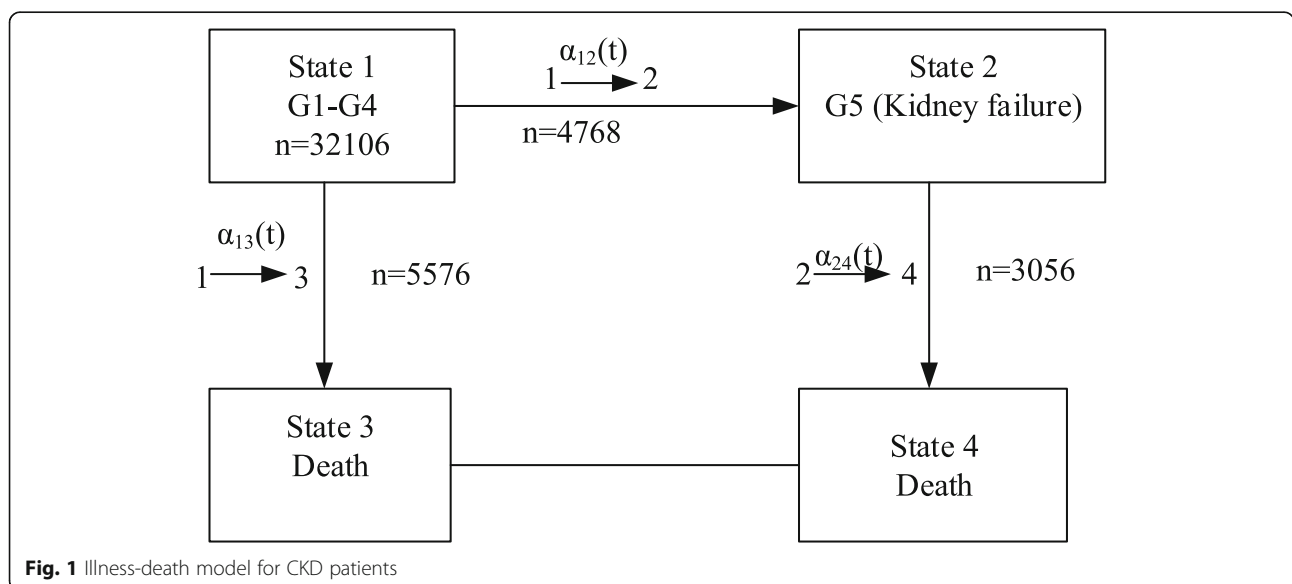 State 1
G1-G4
n=32106
α12(t)
1 2
n=4768
State 2
G5 (Kidney failure)
α13(t)
1 3
n=5576
α24(t)
2 4
n=3056
State 3
Death
State 4
Death
Fig. 1 Illness-death model for CKD patients